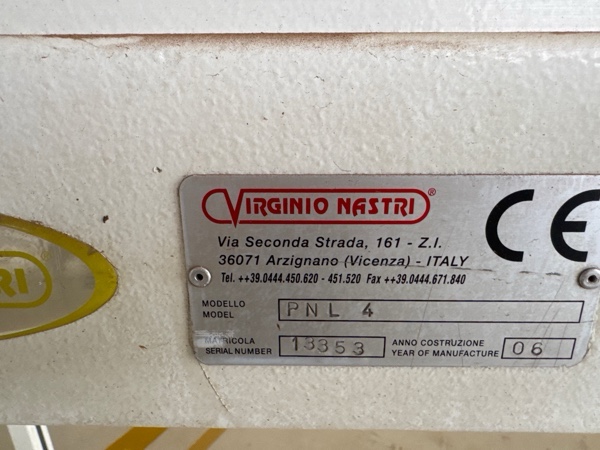 VIRGINIO NASTRI®
CE
Via Seconda Strada, 161 - Z.I.
36071 Arzignano (Vicenza) - ITALY
Tel. ++39.0444.450.620 - 451.520 Fax ++39.0444.671.840
MODELLO
MODEL
PNL 4
MATRICOLA
SERIAL NUMBER
13353
ANNO COSTRUZIONE
YEAR OF MANUFACTURE
06
RI®